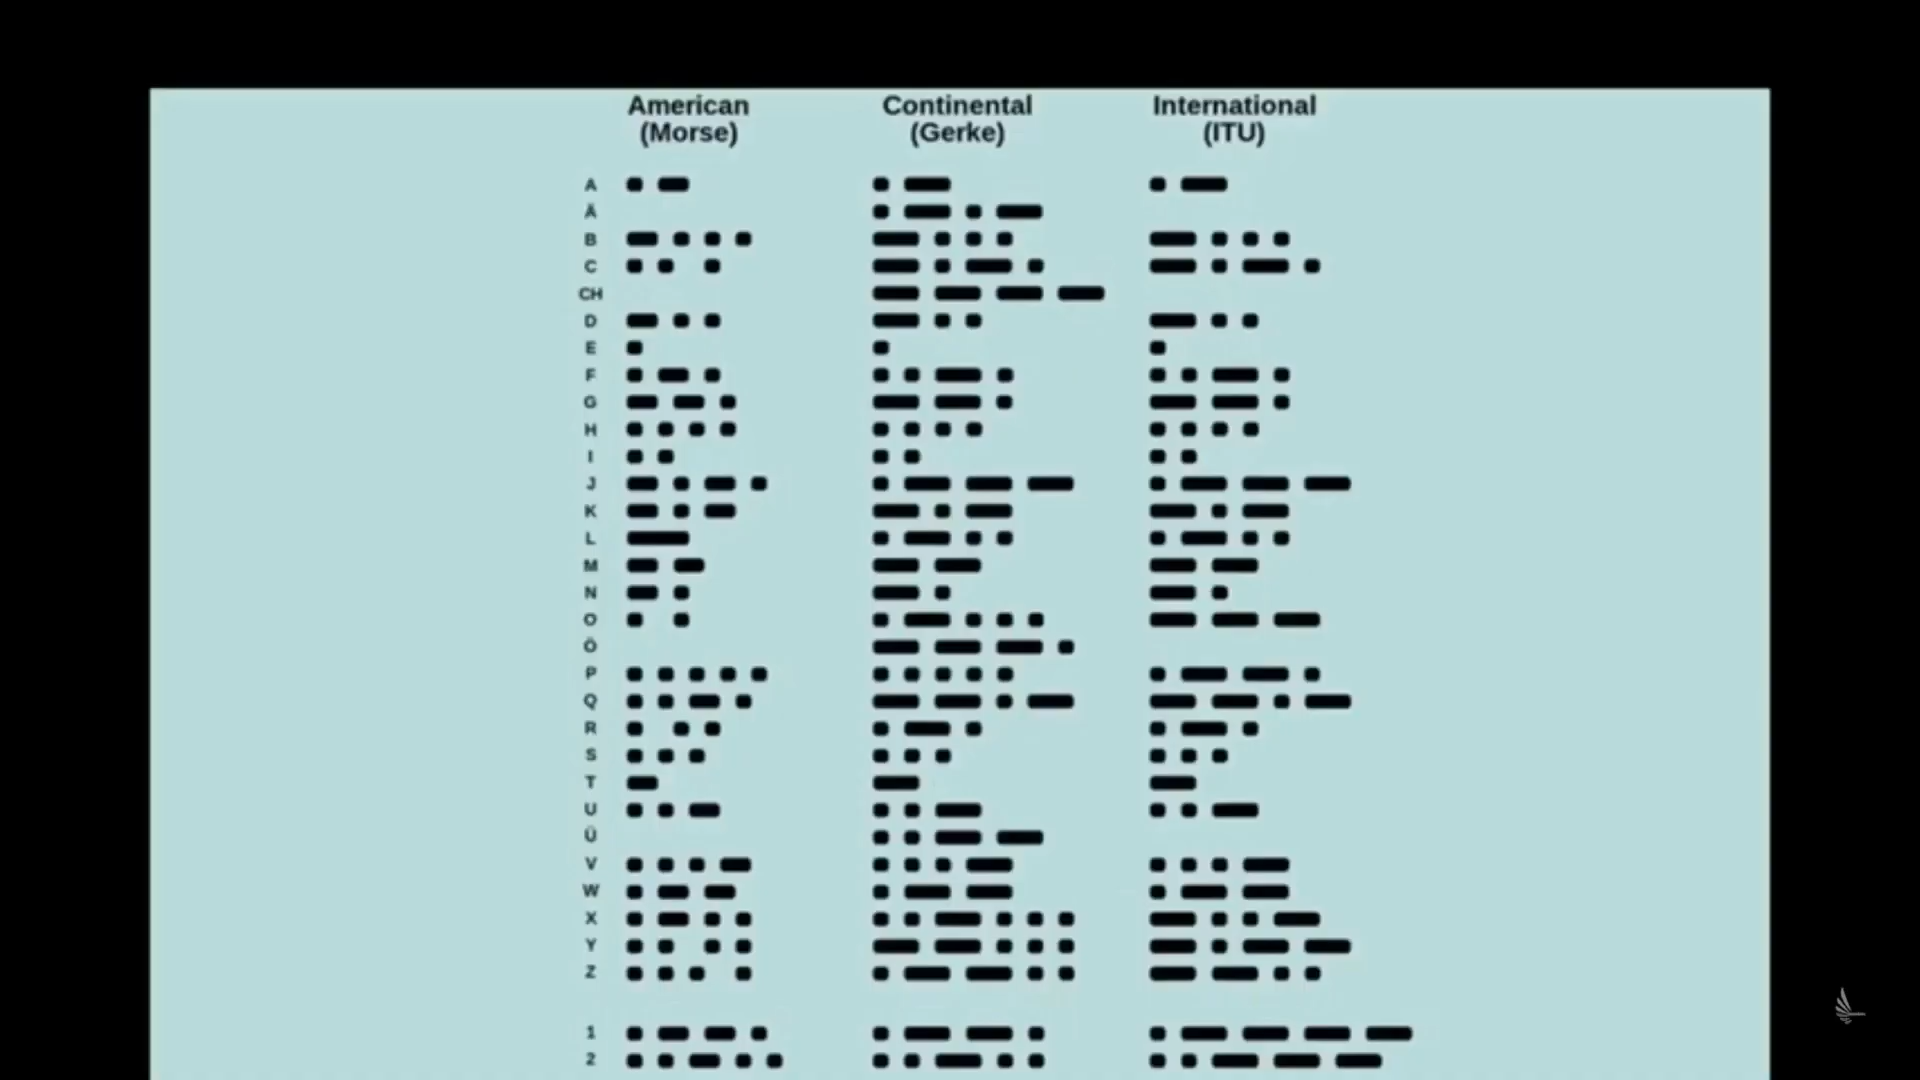 American Continental International
(Morse) (Gerke) (ITU)
A
Ä
B
C
CH
D
E
F
G
H
I
J
K
L
M
N
O
Ö
P
Q
R
S
T
U
Ü
V
W
X
Y
Z
1
2